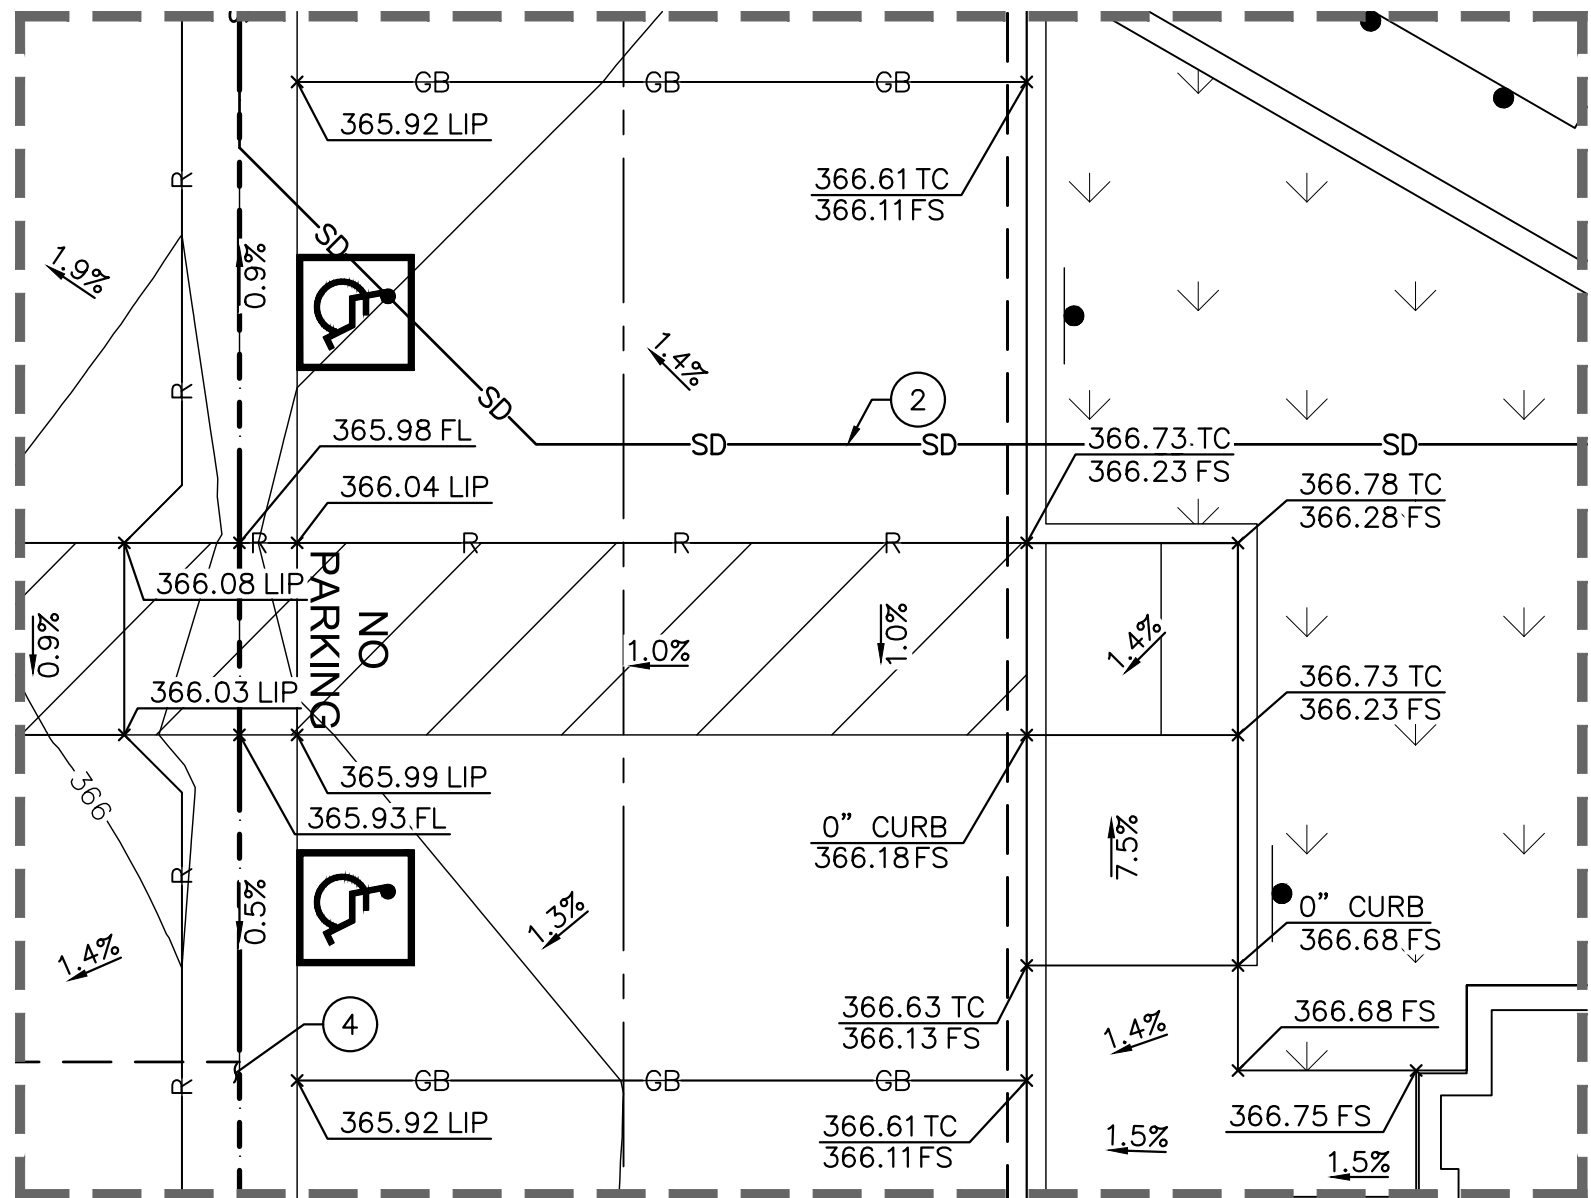 GB GB GB
365.92 LIP
366.61 TC
366.11 FS
R
SD
1.9%
0.9%
1.4%
R
SD
2
365.98 FL
SD SD SD
366.73 TC
366.23 FS
366.04 LIP
366.78 TC
366.28 FS
R R R R
366.08 LIP
NO
PARKING
0.9%
1.0%
1.0%
1.4%
366.03 LIP
366.73 TC
366.23 FS
365.99 LIP
366
365.93 FL
0” CURB
366.18 FS
7.5%
R
0.5%
1.3%
0” CURB
366.68 FS
1.4%
366.63 TC
366.13 FS
4
1.4%
366.68 FS
R
GB GB GB
365.92 LIP
366.61 TC
366.11 FS
366.75 FS
1.5%
1.5%